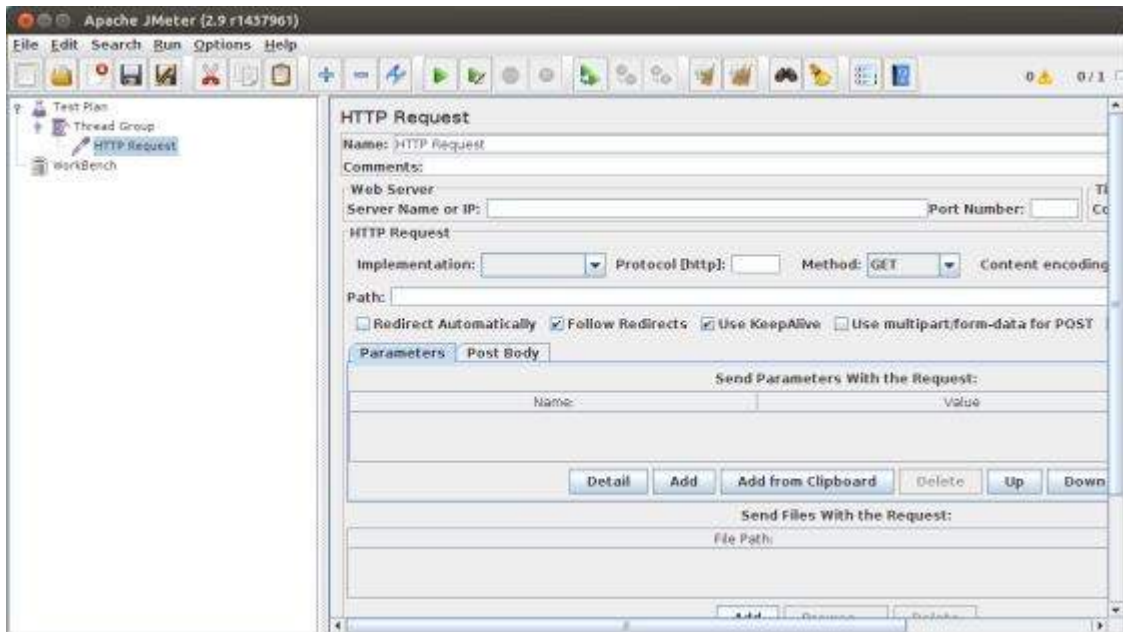 Apache JMeter (2.9 r1437961)
File Edit Search Run Options Help
0 0 / 1
Test Plan
Thread Group
HTTP Request
WorkBench
HTTP Request
Name: HTTP Request
Comments:
Web Server
Server Name or IP: Port Number:
HTTP Request
Implementation: Protocol [http]: Method: GET Content encoding
Path:
Redirect Automatically Follow Redirects Use KeepAlive Use multipart/form-data for POST
Parameters Post Body
Send Parameters With the Request:
Name: Value
Detail Add Add from Clipboard Delete Up Down
Send Files With the Request:
File Path:
Add Browse... Delete